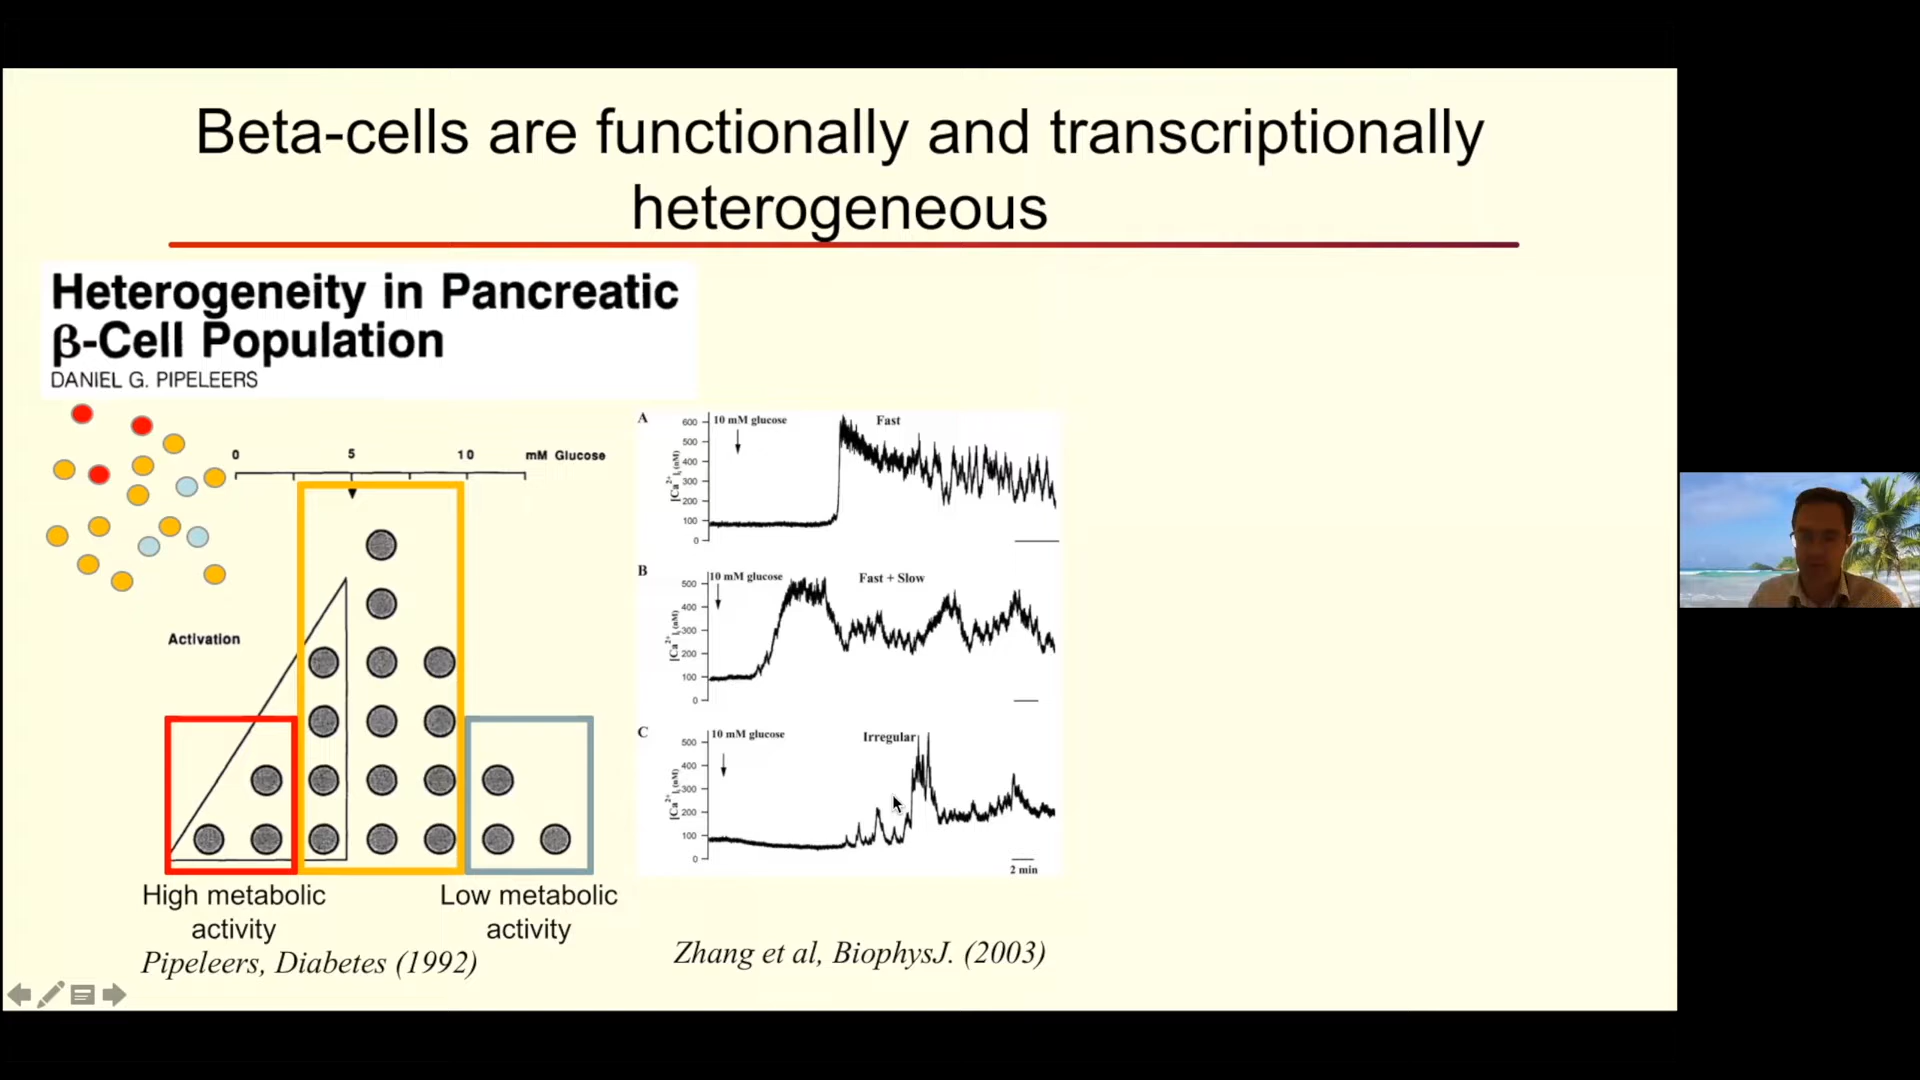 Beta-cells are functionally and transcriptionally
heterogeneous
Heterogeneity in Pancreatic
β-Cell Population
DANIEL G. PIPELEERS
0 5 10 mM Glucose
Activation
High metabolic
activity
Low metabolic
activity
Pipeleers, Diabetes (1992)
A
10 mM glucose
Fast
[Ca2+]i (nM)
600
500
400
300
200
100
0
B
10 mM glucose
Fast + Slow
[Ca2+]i (nM)
500
400
300
200
100
0
C
10 mM glucose
Irregular
[Ca2+]i (nM)
500
400
300
200
100
0
2 min
Zhang et al, BiophysJ. (2003)